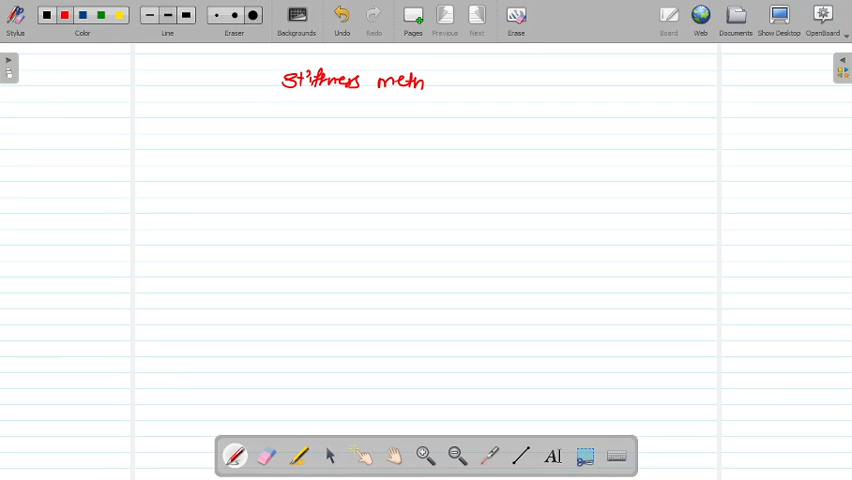 Stylus Color Line Eraser Backgrounds Undo Redo Pages Previous Next Erase Board Web Documents Show Desktop OpenBoard
Stiffness meth